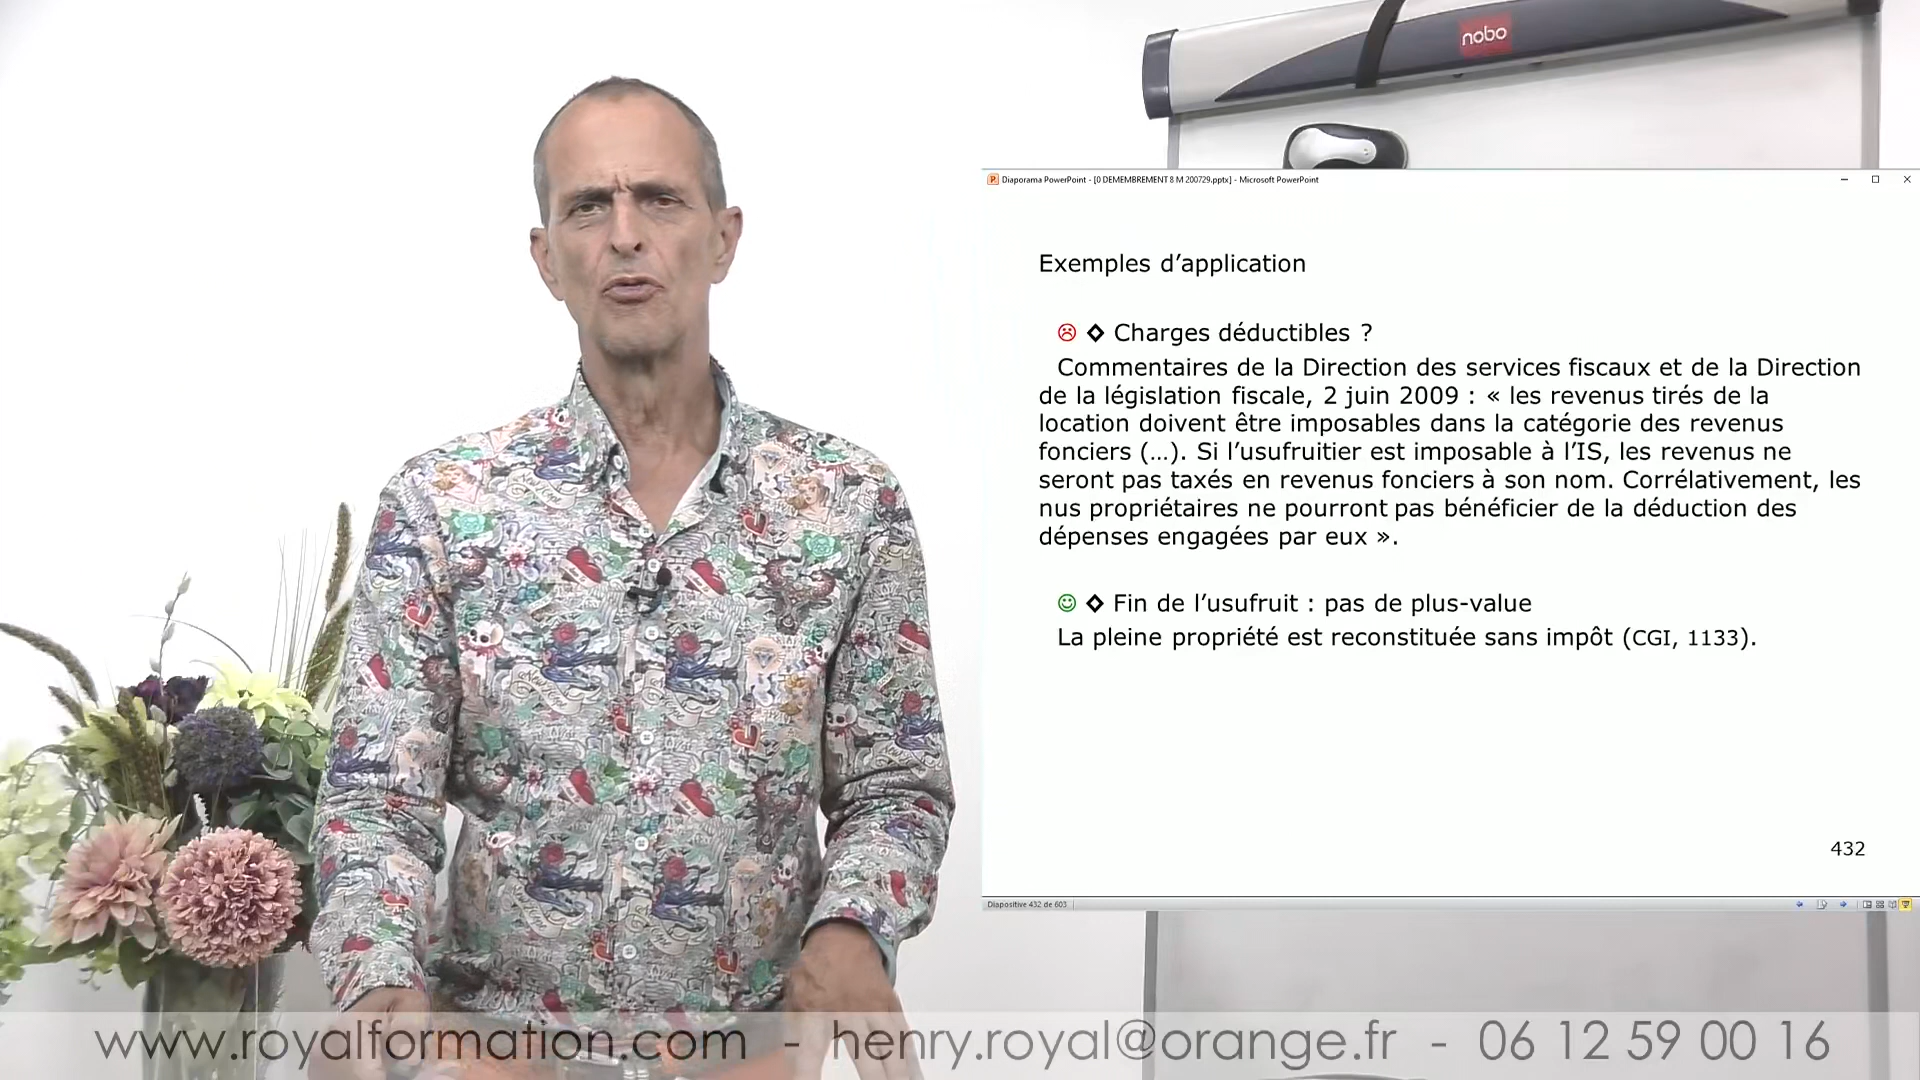 nobo
Diaporama PowerPoint - [0 DEMEMBREMENT 8 M 200729.pptx] - Microsoft PowerPoint
Exemples d’application
Charges déductibles ?
Commentaires de la Direction des services fiscaux et de la Direction
de la législation fiscale, 2 juin 2009 : « les revenus tirés de la
location doivent être imposables dans la catégorie des revenus
fonciers (…). Si l’usufruitier est imposable à l’IS, les revenus ne
seront pas taxés en revenus fonciers à son nom. Corrélativement, les
nus propriétaires ne pourront pas bénéficier de la déduction des
dépenses engagées par eux ».
Fin de l’usufruit : pas de plus-value
La pleine propriété est reconstituée sans impôt (CGI, 1133).
432
Diapositive 432 de 603
www.royalformation.com - henry.royal@orange.fr - 06 12 59 00 16